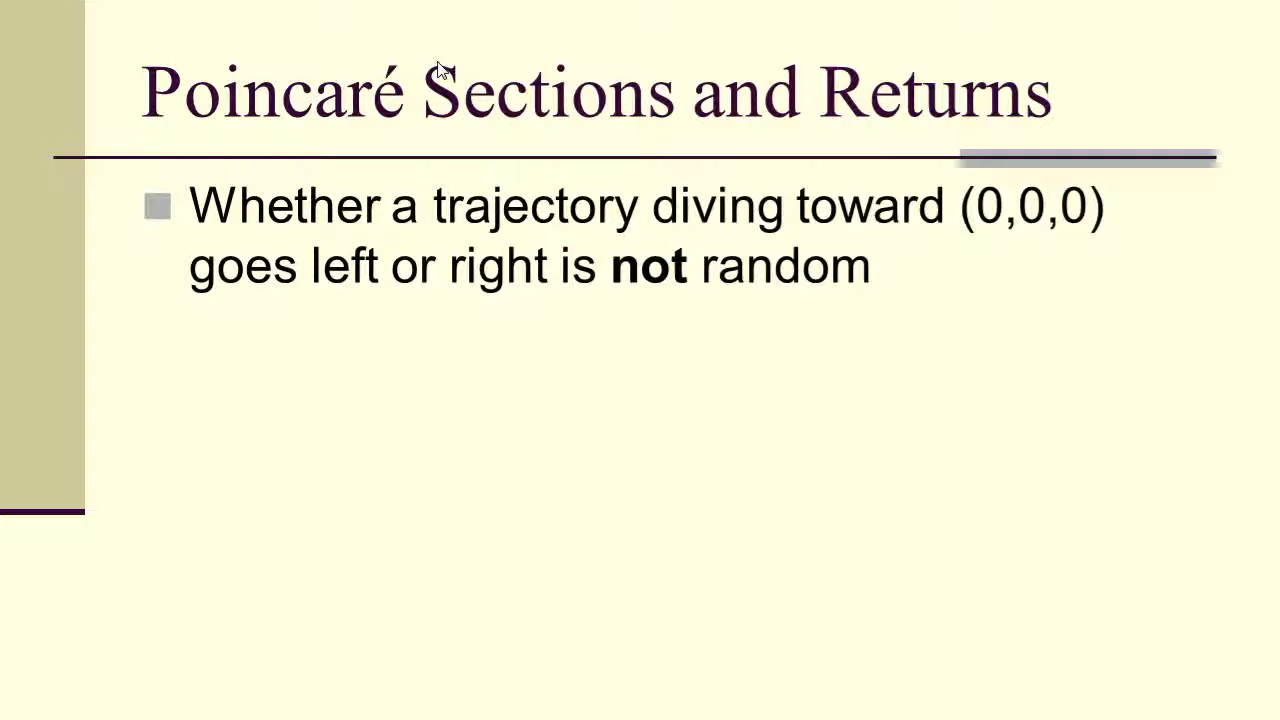 Poincaré Sections and Returns
Whether a trajectory diving toward (0,0,0)
goes left or right is not random